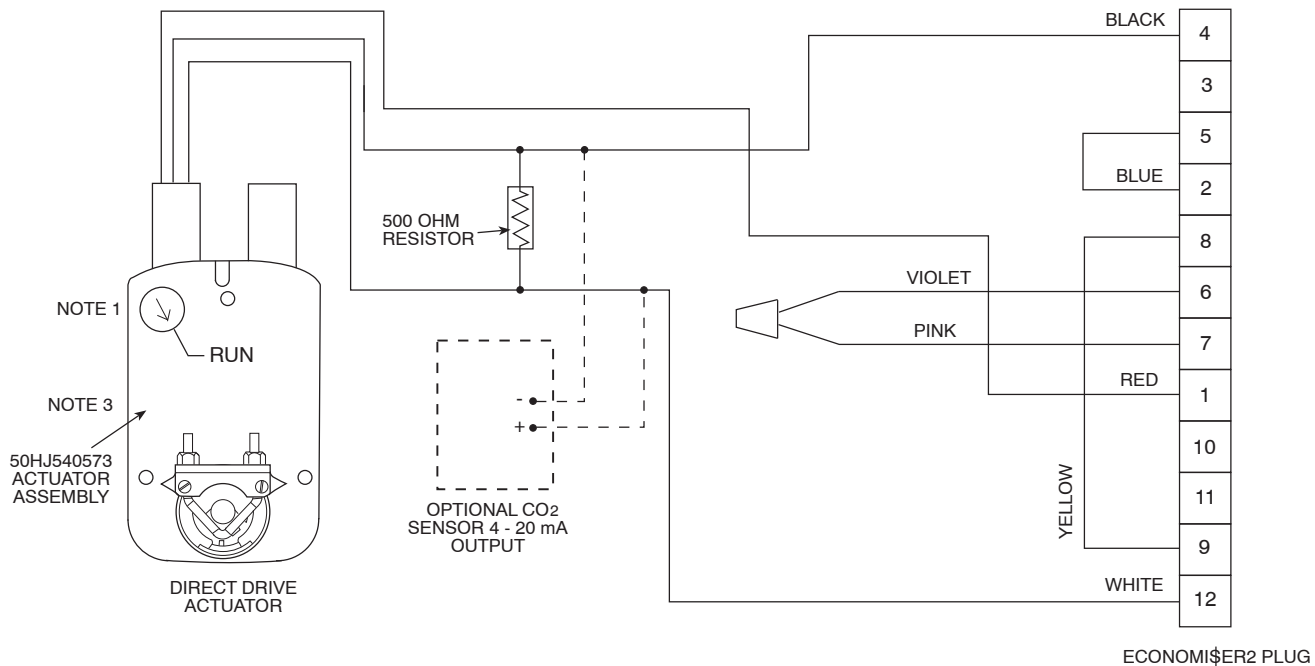 BLACK
4
3
5
BLUE
2
8
500 OHM
RESISTOR
VIOLET
6
NOTE 1
PINK
7
RUN
RED
1
NOTE 3
-
+
10
50HJ540573
ACTUATOR
ASSEMBLY
11
YELLOW
OPTIONAL CO2
SENSOR 4 - 20 mA
OUTPUT
9
DIRECT DRIVE
ACTUATOR
WHITE
12
ECONOMI$ER2 PLUG